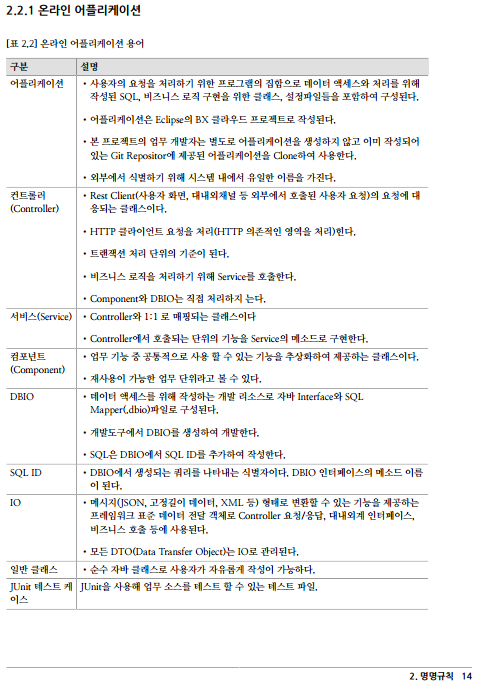 2.2.1 온라인 어플리케이션
[표 2.2] 온라인 어플리케이션 용어
구분 설명
어플리케이션 • 사용자의 요청을 처리하기 위한 프로그램의 집합으로 데이터 액세스와 처리를 위해
작성된 SQL, 비즈니스 로직 구현을 위한 클래스, 설정파일들을 포함하여 구성된다.
• 어플리케이션은 Eclipse의 BX 클라우드 프로젝트로 작성된다.
• 본 프로젝트의 업무 개발자는 별도로 어플리케이션을 생성하지 않고 이미 작성되어
있는 Git Repositor에 제공된 어플리케이션을 Clone하여 사용한다.
• 외부에서 식별하기 위해 시스템 내에서 유일한 이름을 가진다.
컨트롤러 • Rest Client(사용자 화면, 대내외채널 등 외부에서 호출된 사용자 요청)의 요청에 대
(Controller) 응되는 클래스이다.
• HTTP 클라이언트 요청을 처리(HTTP 의존적인 영역을 처리)한다.
• 트랜잭션 처리 단위의 기준이 된다.
• 비즈니스 로직을 처리하기 위해 Service를 호출한다.
• Component와 DBIO는 직접 처리하지 는다.
서비스(Service) • Controller와 1:1 로 매핑되는 클래스이다
• Controller에서 호출되는 단위의 기능을 Service의 메소드로 구현한다.
컴포넌트 • 업무 기능 중 공통적으로 사용 할 수 있는 기능을 추상화하여 제공하는 클래스이다.
(Component)
• 재사용이 가능한 업무 단위라고 볼 수 있다.
DBIO • 데이터 액세스를 위해 작성하는 개발 리소스로 자바 Interface와 SQL
Mapper(.dbio)파일로 구성된다.
• 개발도구에서 DBIO를 생성하여 개발한다.
• SQL은 DBIO에서 SQL ID를 추가하여 작성한다.
SQL ID • DBIO에서 생성되는 쿼리를 나타내는 식별자이다. DBIO 인터페이스의 메소드 이름
이 된다.
IO • 메시지(JSON, 고정길이 데이터, XML 등) 형태로 변환할 수 있는 기능을 제공하는
프레임워크 표준 데이터 전달 객체로 Controller 요청/응답, 대내외계 인터페이스,
비즈니스 호출 등에 사용된다.
• 모든 DTO(Data Transfer Object)는 IO로 관리된다.
일반 클래스 • 순수 자바 클래스로 사용자가 자유롭게 작성이 가능하다.
JUnit 테스트 케 JUnit을 사용해 업무 소스를 테스트 할 수 있는 테스트 파일.
이스
2. 명명규칙 14